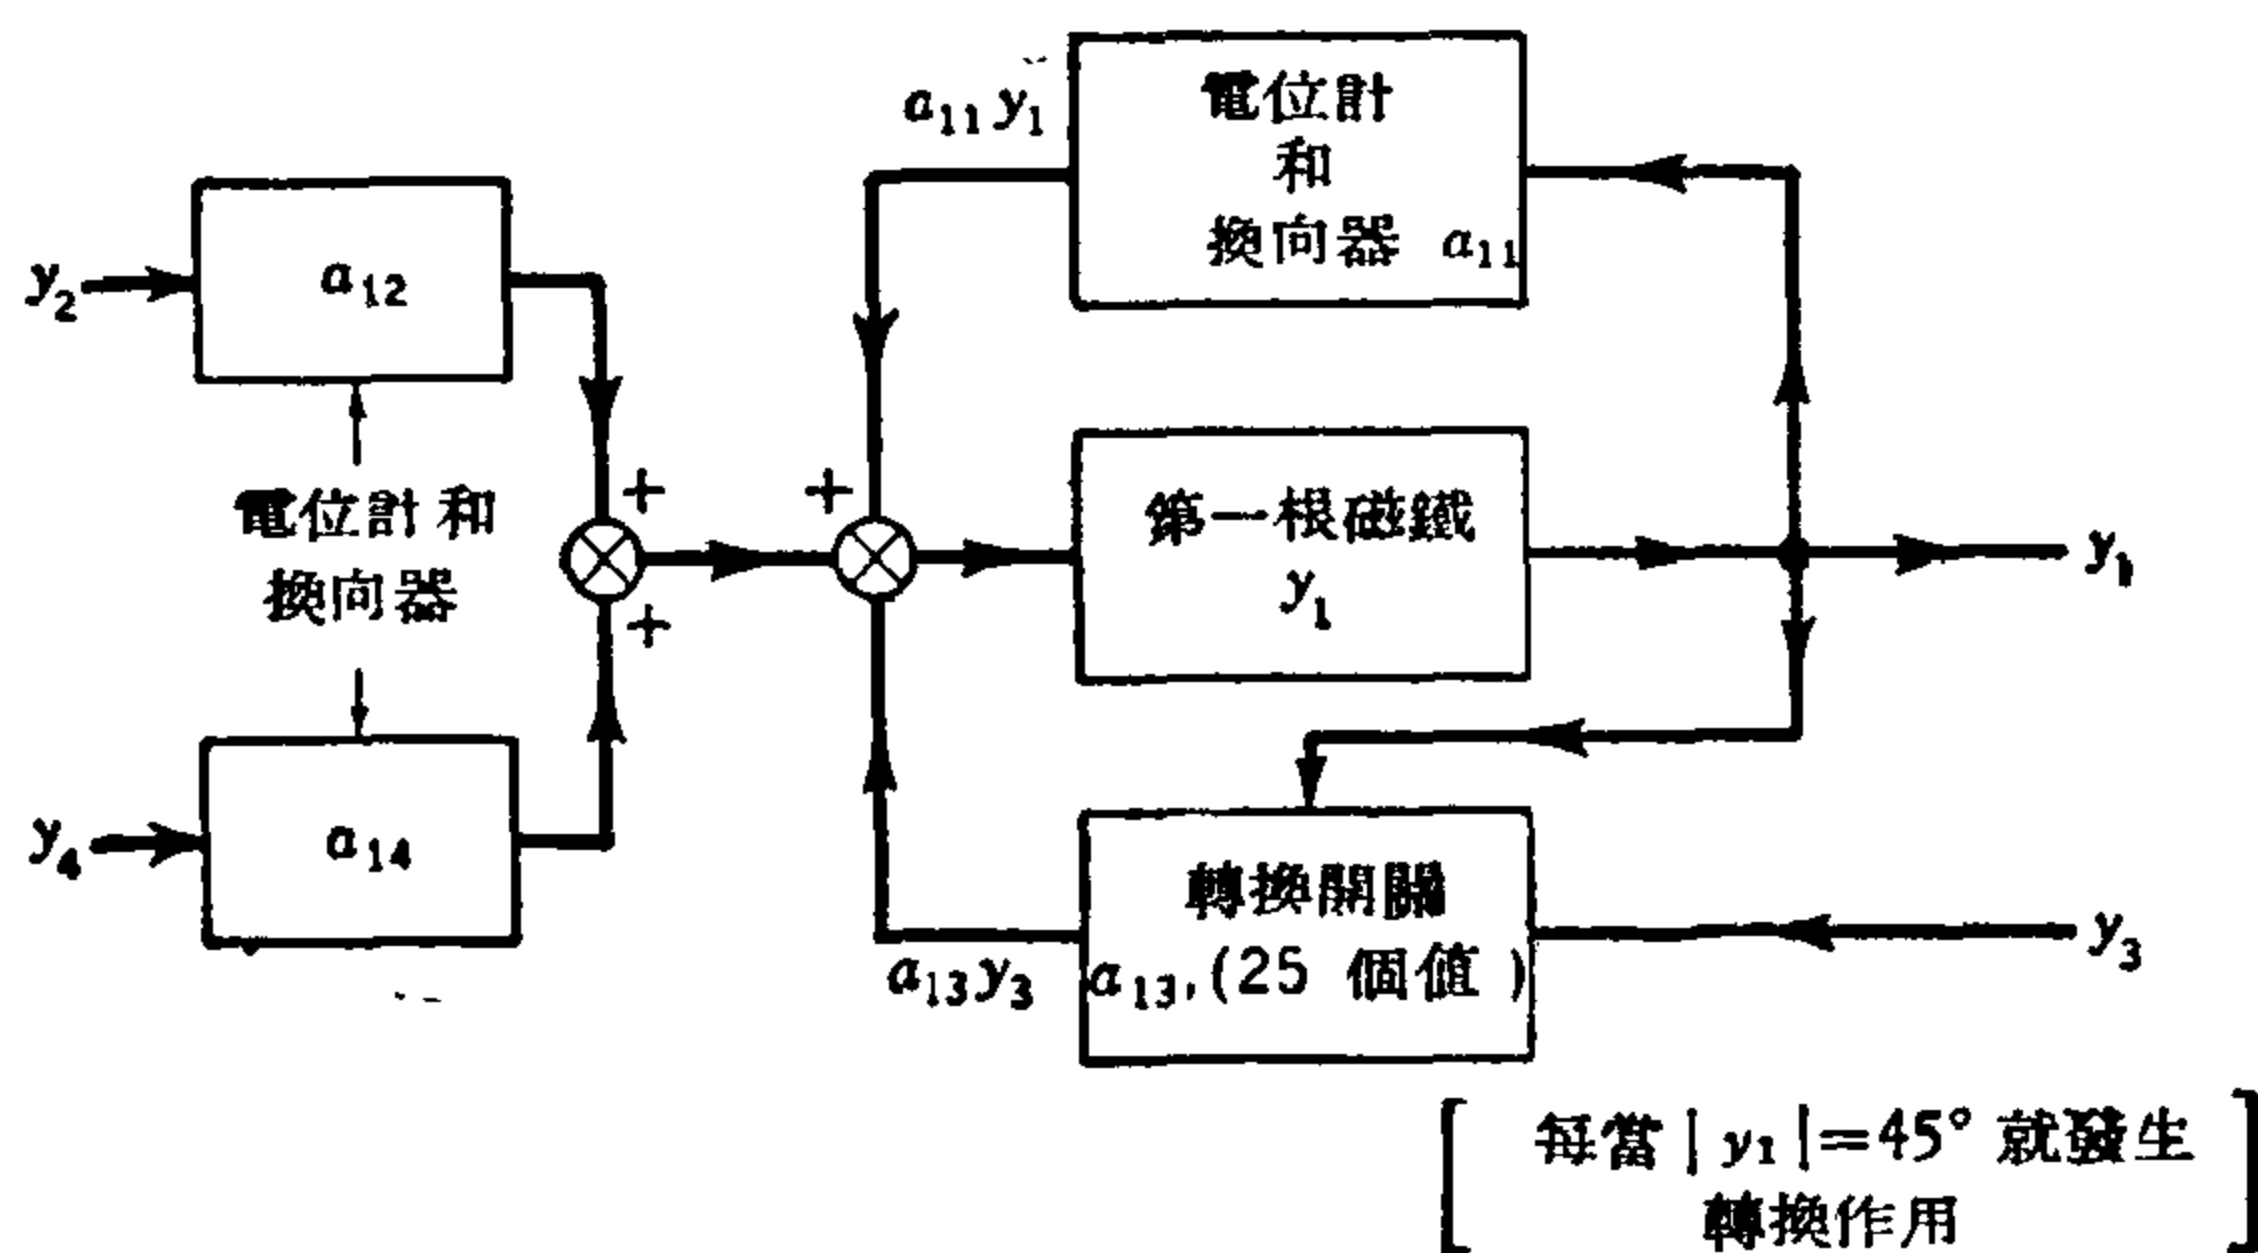 a₁₁y₁
電位計
和
換向器 a₁₁
y₂
a₁₂
電位計和
換向器
+
+
+
第一根磁鐵
y₁
y₁
y₄
a₁₄
轉換開關
a₁₃,(25 個值)
a₁₃y₃
y₃
每當|y₁|=45° 就發生
轉換作用